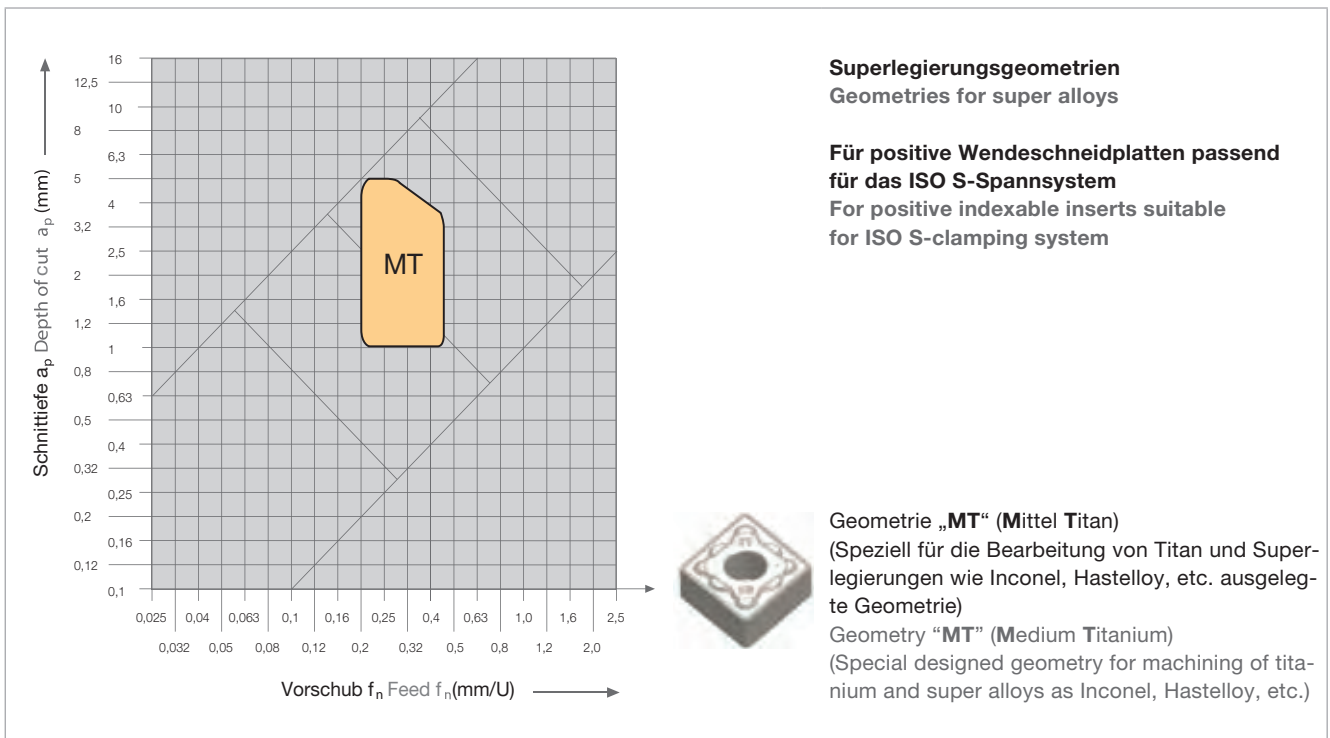 16
12,5
10
8
6,3
5
4
3,2
2,5
2
1,6
1,2
1
0,8
0,63
0,5
0,4
0,32
0,25
0,2
0,16
0,12
0,1
Schnittiefe ap Depth of cut ap (mm)
MT
0,025 0,04 0,063 0,1 0,16 0,25 0,4 0,63 1,0 1,6 2,5
0,032 0,05 0,08 0,12 0,2 0,32 0,5 0,8 1,2 2,0
Vorschub fn Feed fn(mm/U)
Superlegierungsgeometrien
Geometries for super alloys
Für positive Wendeschneidplatten passend
für das ISO S-Spannsystem
For positive indexable inserts suitable
for ISO S-clamping system
Geometrie „MT“ (Mittel Titan)
(Speziell für die Bearbeitung von Titan und Super-
legierungen wie Inconel, Hastelloy, etc. ausgeleg-
te Geometrie)
Geometry “MT” (Medium Titanium)
(Special designed geometry for machining of tita-
nium and super alloys as Inconel, Hastelloy, etc.)